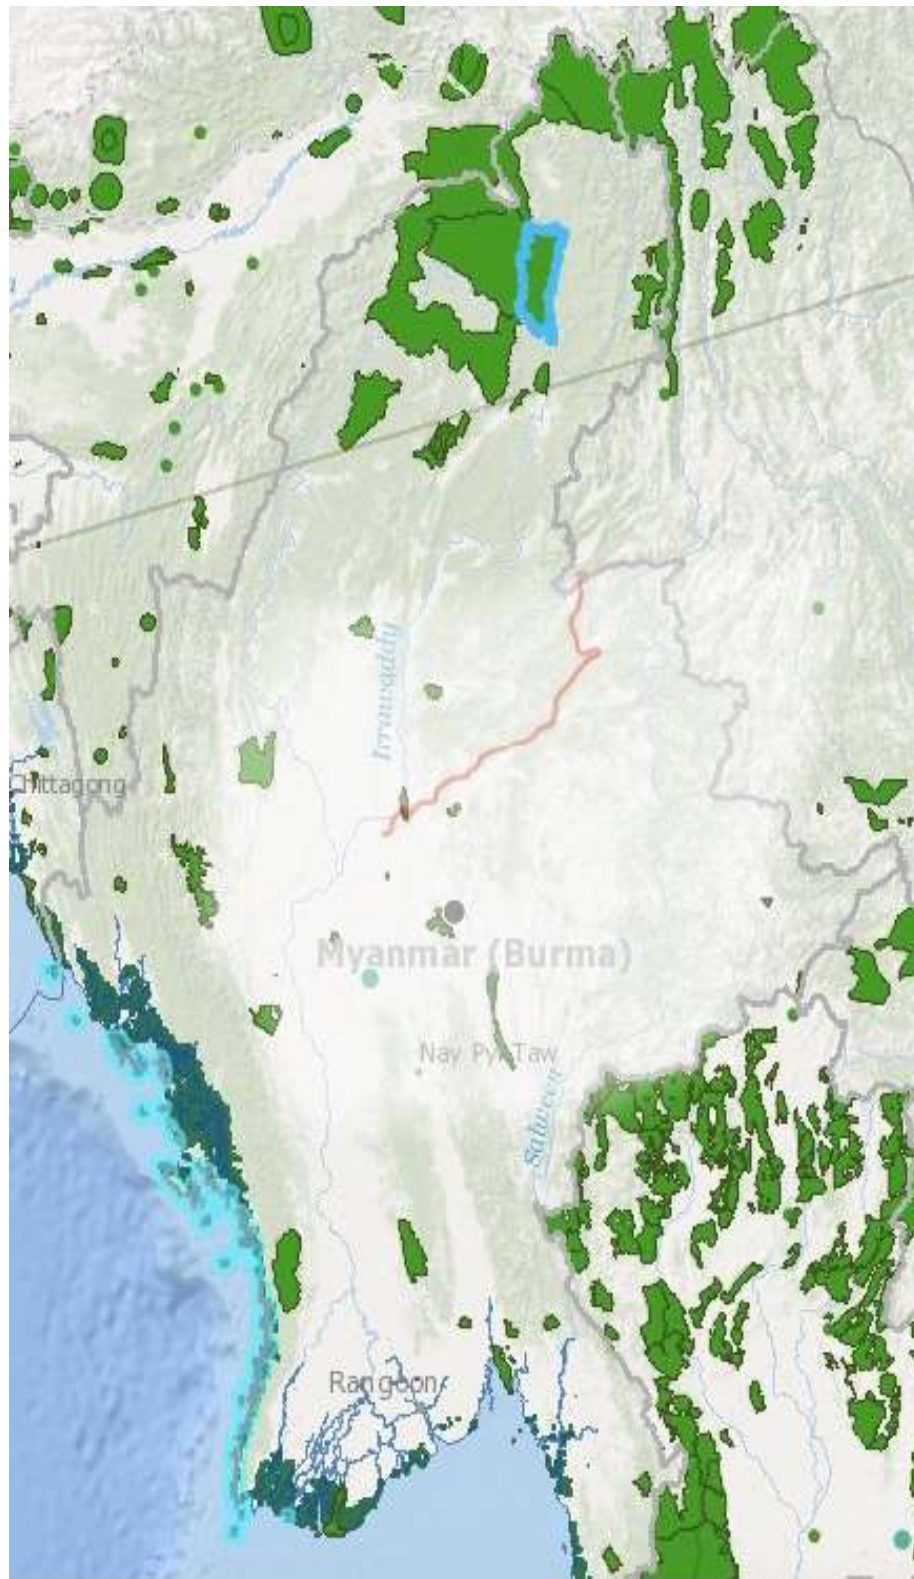 Irrawaddy
Chittagong
Myanmar (Burma)
Nay Pyi Taw
Salween
Rangoon